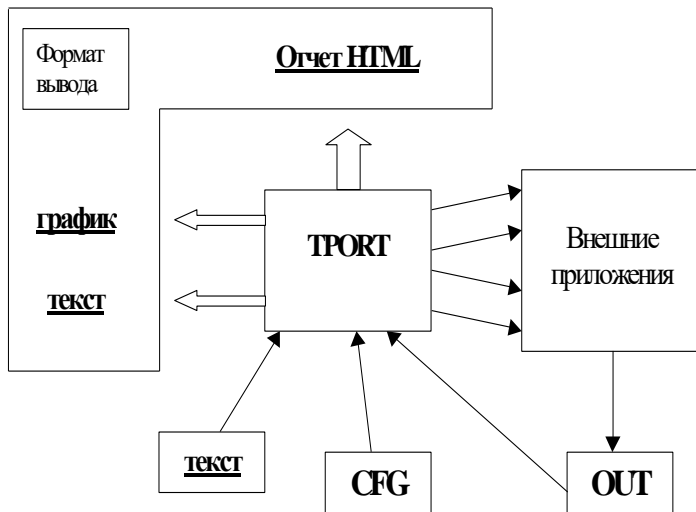 Формат
вывода
Отчет HTML
график
TPORT
Внешние
приложения
текст
текст
CFG
OUT